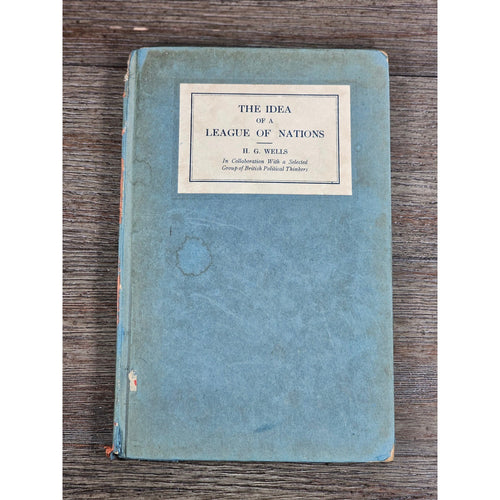 THE IDEA
OF A
LEAGUE OF NATIONS
H. G. WELLS
In Collaboration With a Selected
Group of British Political Thinkers